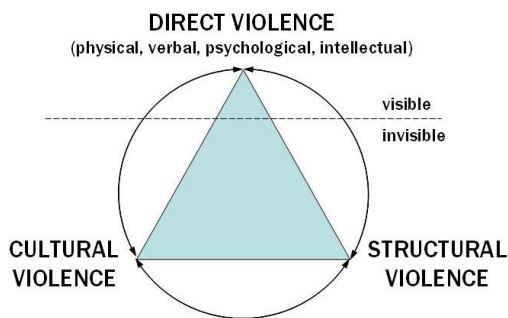 DIRECT VIOLENCE
(physical, verbal, psychological, intellectual)
visible
invisible
CULTURAL
VIOLENCE
STRUCTURAL
VIOLENCE